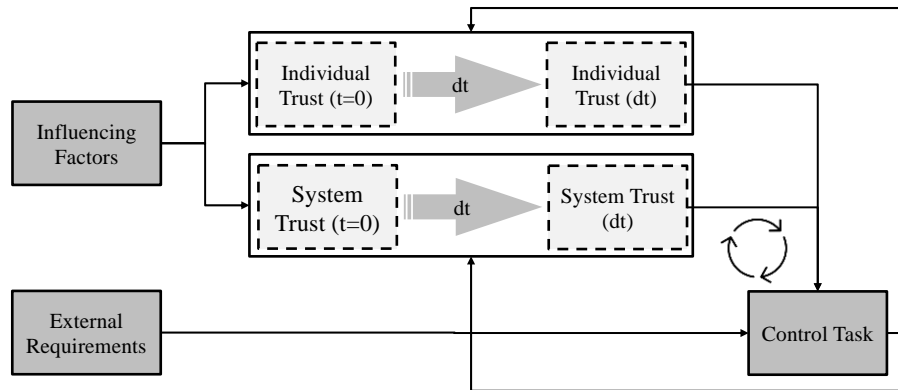 Individual
Trust (t=0)
dt
Individual
Trust (dt)
Influencing
Factors
System
Trust (t=0)
dt
System Trust
(dt)
External
Requirements
Control Task